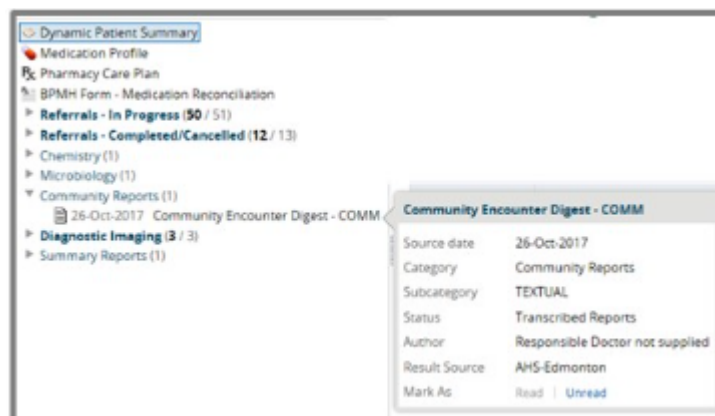 Dynamic Patient Summary
Medication Profile
Rx Pharmacy Care Plan
BPMH Form - Medication Reconciliation
Referrals - In Progress (50 / 51)
Referrals - Completed/Cancelled (12 / 13)
Chemistry (1)
Microbiology (1)
Community Reports (1)
26-Oct-2017 Community Encounter Digest - COMM
Diagnostic Imaging (3 / 3)
Summary Reports (1)
Community Encounter Digest - COMM
Source date 26-Oct-2017
Category Community Reports
Subcategory TEXTUAL
Status Transcribed Reports
Author Responsible Doctor not supplied
Result Source AHS-Edmonton
Mark As Read | Unread